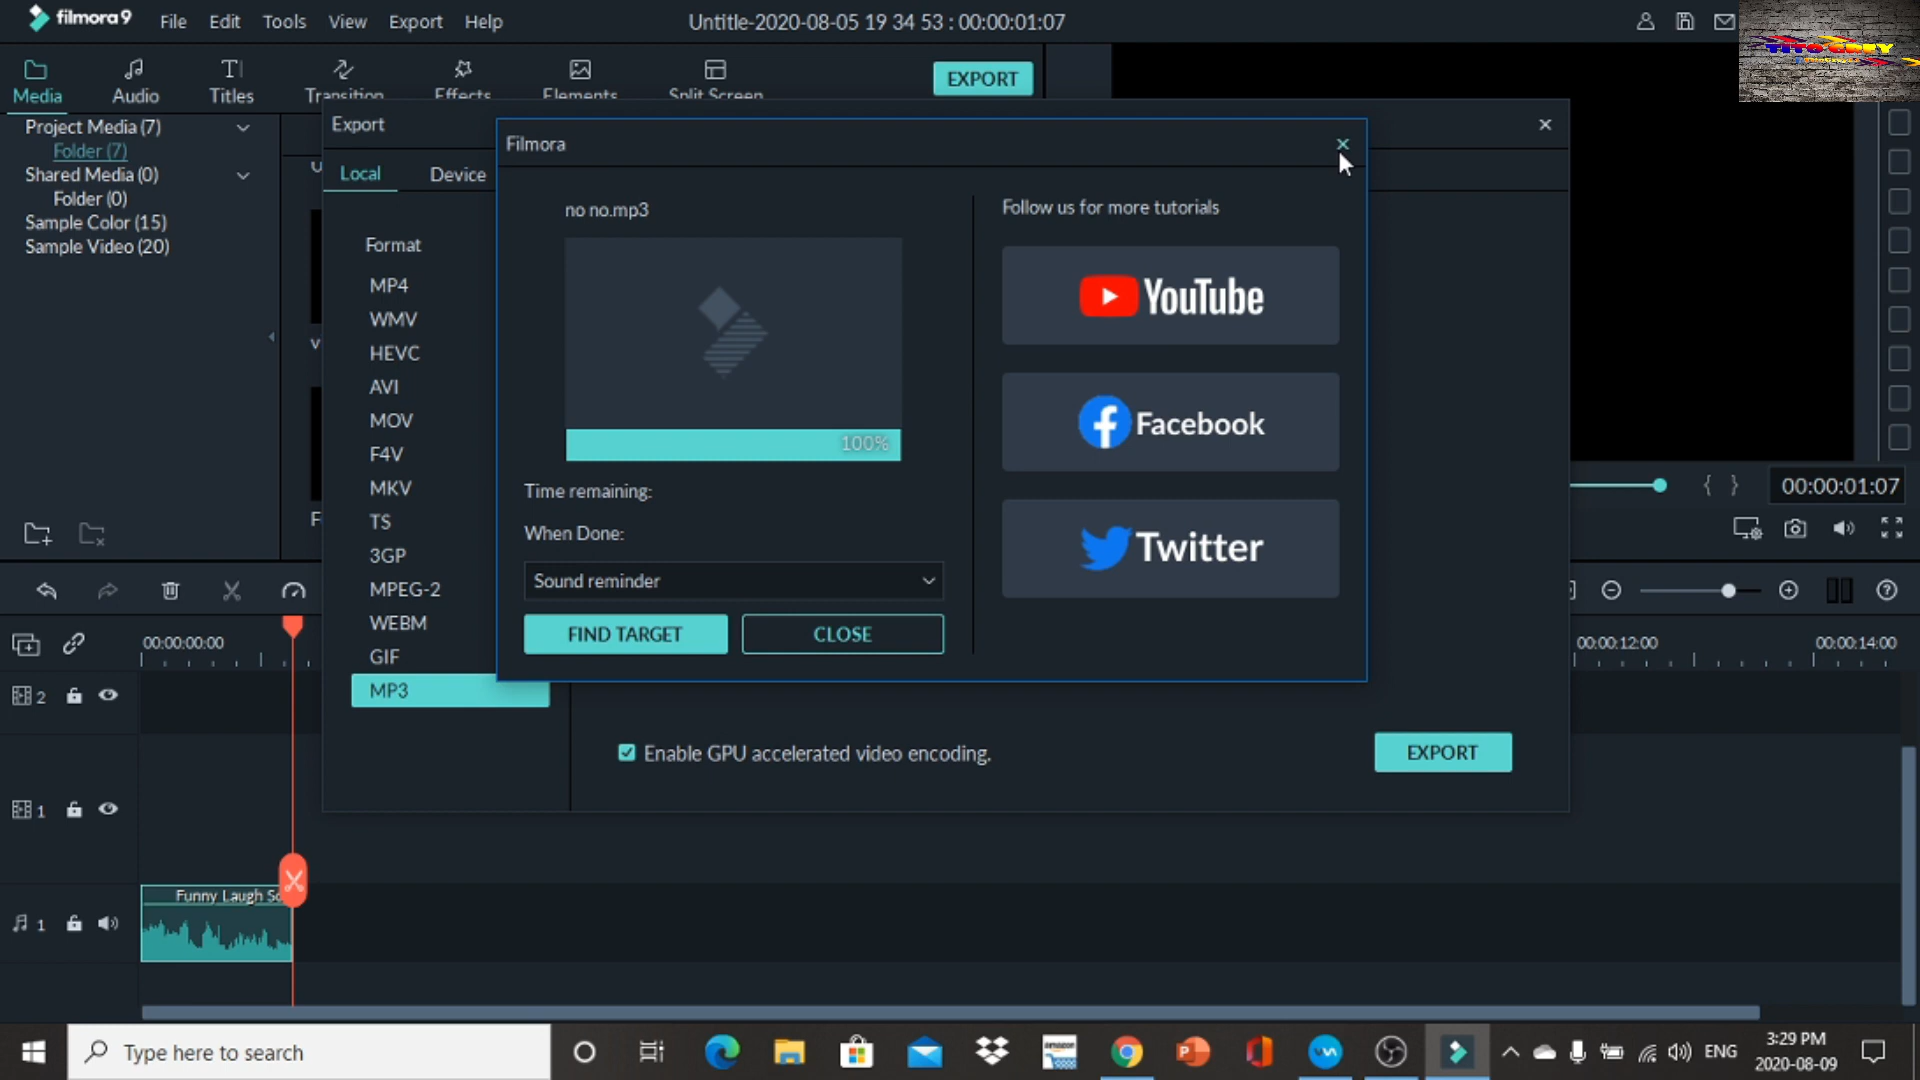 filmora9 File Edit Tools View Export Help Untitle-2020-08-05 19 34 53 : 00:00:01:07
Media Audio Titles Transition Effects Elements Split Screen EXPORT
Project Media (7)
Folder (7)
Shared Media (0)
Folder (0)
Sample Color (15)
Sample Video (20)
Export
Local Device
Format
MP4
WMV
HEVC
AVI
MOV
F4V
MKV
TS
3GP
MPEG-2
WEBM
GIF
MP3
Filmora
no no.mp3
100%
Time remaining:
When Done:
Sound reminder
FIND TARGET CLOSE
Follow us for more tutorials
YouTube
Facebook
Twitter
Enable GPU accelerated video encoding.
EXPORT
00:00:01:07
00:00:00:00 00:00:12:00 00:00:14:00
2
1
Funny Laugh So
1
Type here to search
amazon
ENG
3:29 PM
2020-08-09